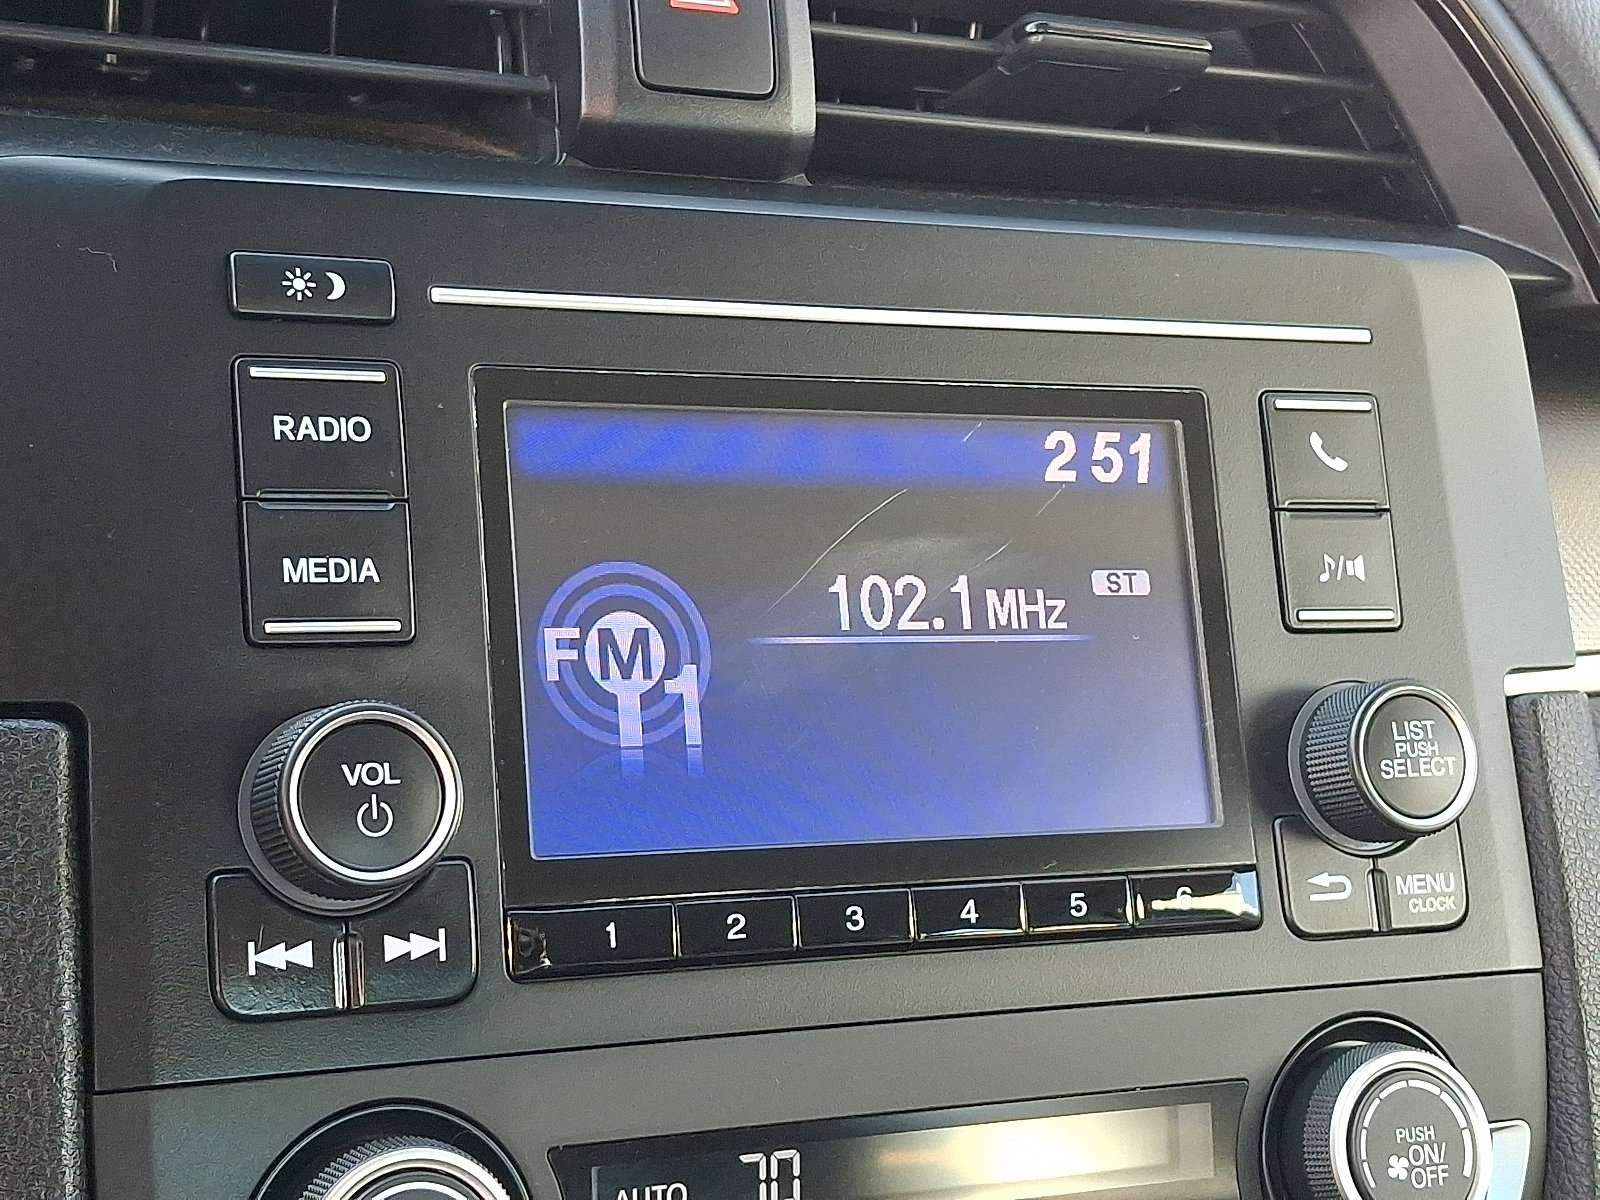 RADIO
MEDIA
VOL
2 51
102.1 MHz ST
FM
1
LIST
PUSH
SELECT
MENU
CLOCK
1 2 3 4 5 6
AUTO 70
PUSH
ON/
OFF